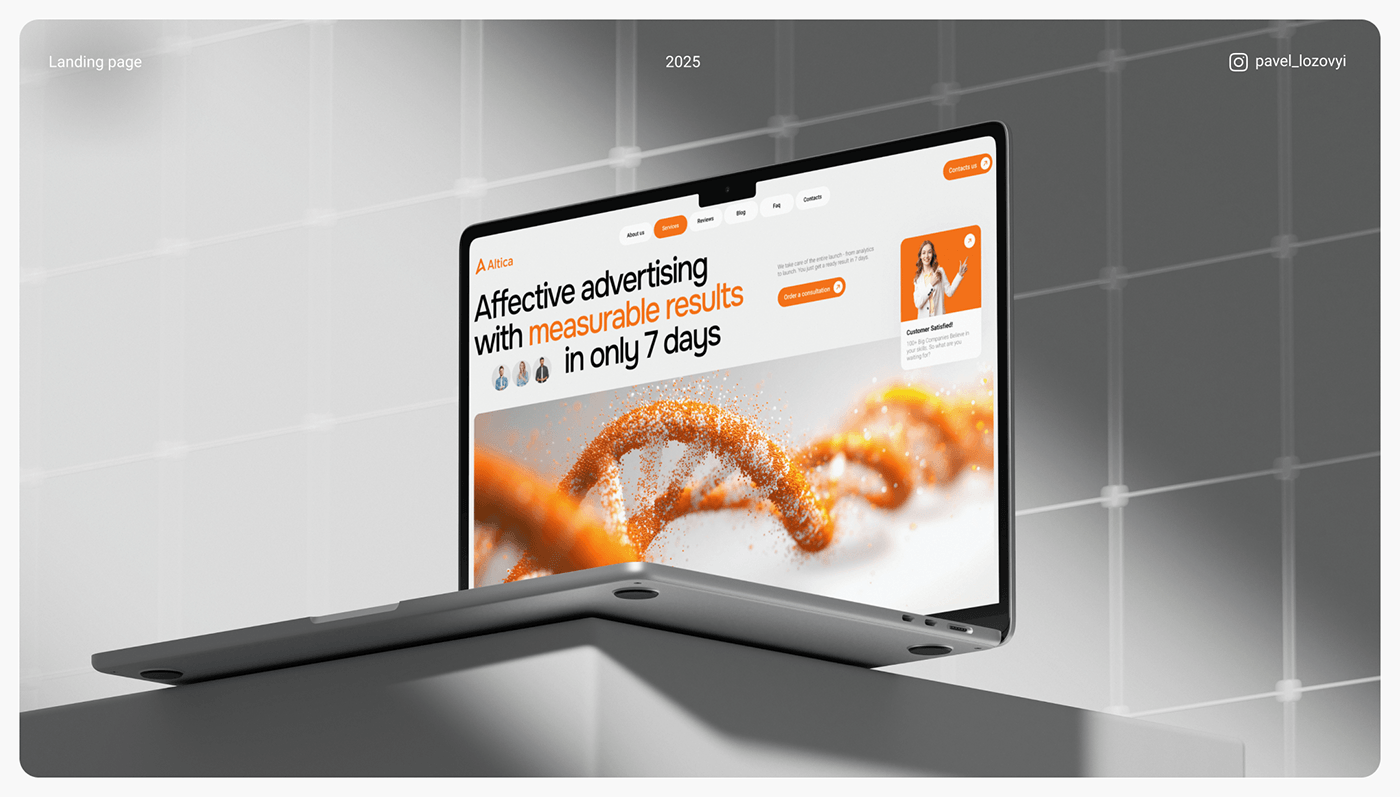 Landing page
2025
pavel_lozovyi
Contacts us
About us
Services
Reviews
Blog
Faq
Contacts
Altica
Affective advertising
with measurable results
in only 7 days
We take care of the entire launch - from analytics
to launch. You just get a ready result in 7 days.
Order a consultation
Customer Satisfied!
100+ Big Companies Believe in
your skills. So what are you
waiting for?